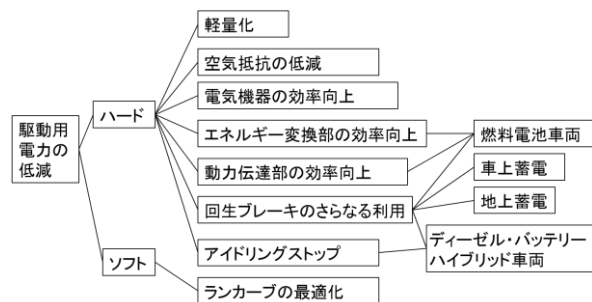 駆動用
電力の
低減
ハード
ソフト
軽量化
空気抵抗の低減
電気機器の効率向上
エネルギー変換部の効率向上
動力伝達部の効率向上
回生ブレーキのさらなる利用
アイドリングストップ
ランカーブの最適化
燃料電池車両
車上蓄電
地上蓄電
ディーゼル・バッテリー
ハイブリッド車両